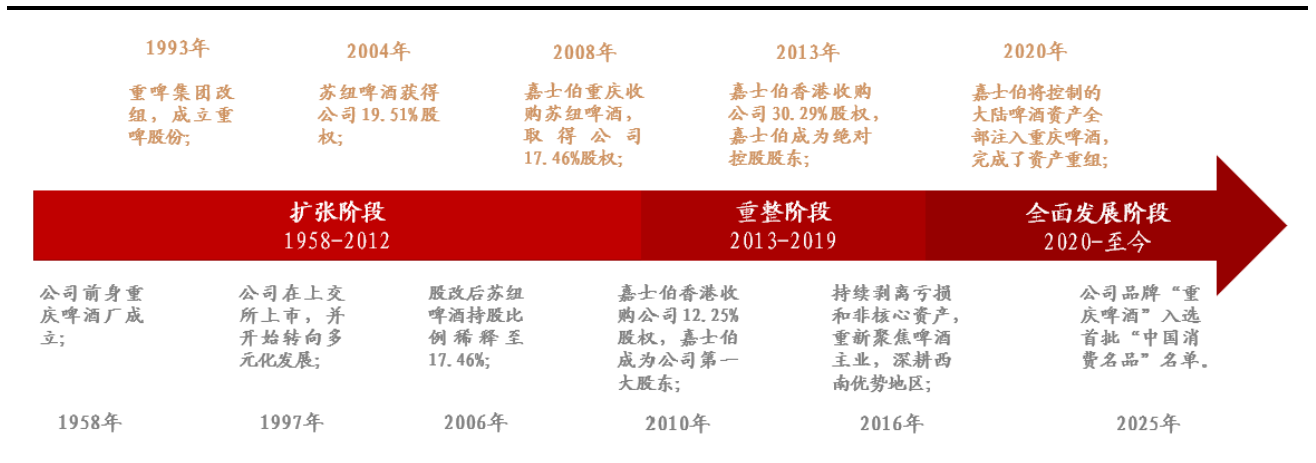 1993年
重啤集团改
组，成立重
啤股份;
2004年
苏纽啤酒获得
公司19.51%股
权;
2008年
嘉士伯重庆收
购苏纽啤酒，
取得公司
17.46%股权;
2013年
嘉士伯香港收购
公司30.29%股权，
嘉士伯成为绝对
控股股东;
2020年
嘉士伯将控制的
大陆啤酒资产全
部注入重庆啤酒，
完成了资产重组;
扩张阶段
1958-2012
重整阶段
2013-2019
全面发展阶段
2020-至今
公司前身重
庆啤酒厂成
立;
1958年
公司在上交
所上市，并
开始转向多
元化发展;
1997年
股改后苏纽
啤酒持股比
例稀释至
17.46%;
2006年
嘉士伯香港收
购公司12.25%
股权，嘉士伯
成为公司第一
大股东;
2010年
持续剥离亏损
和非核心资产，
重新聚焦啤酒
主业，深耕西
南优势地区;
2016年
公司品牌“重
庆啤酒”入选
首批“中国消
费名品”名单。
2025年